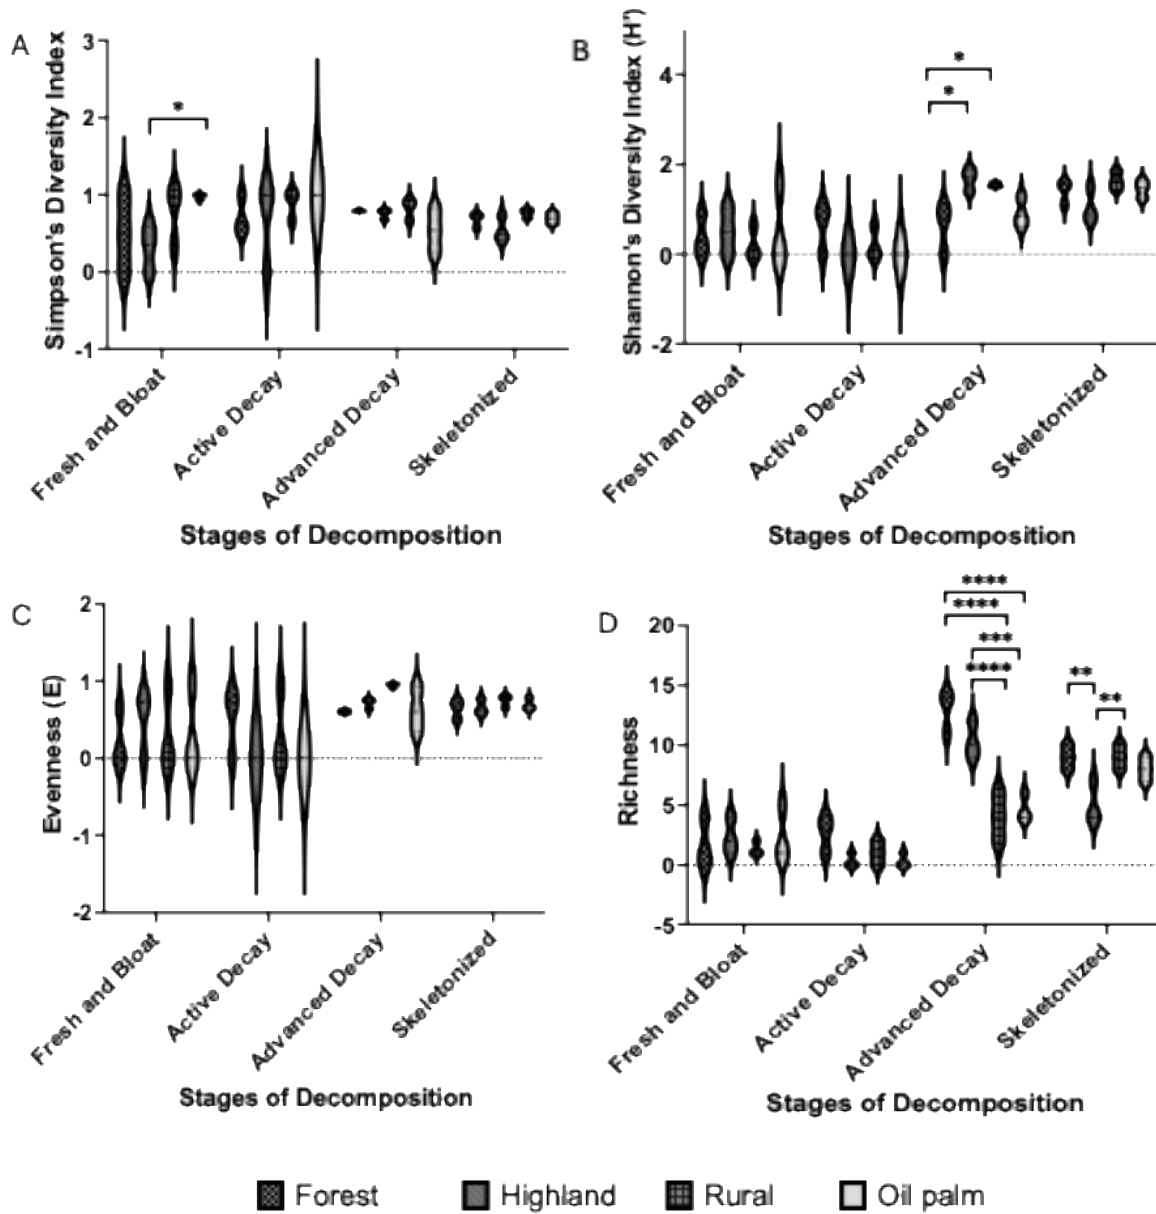 A
Simpson's Diversity Index
3
2
1
0
-1
*
Fresh and Bloat
Active Decay
Advanced Decay
Skeletonized
Stages of Decomposition
B
Shannon's Diversity Index (H')
4
2
0
-2
*
*
Fresh and Bloat
Active Decay
Advanced Decay
Skeletonized
Stages of Decomposition
C
Evenness (E)
2
1
0
-1
-2
Fresh and Bloat
Active Decay
Advanced Decay
Skeletonized
Stages of Decomposition
D
Richness
20
15
10
5
0
-5
****
****
***
****
**
**
Fresh and Bloat
Active Decay
Advanced Decay
Skeletonized
Stages of Decomposition
Forest Highland Rural Oil palm